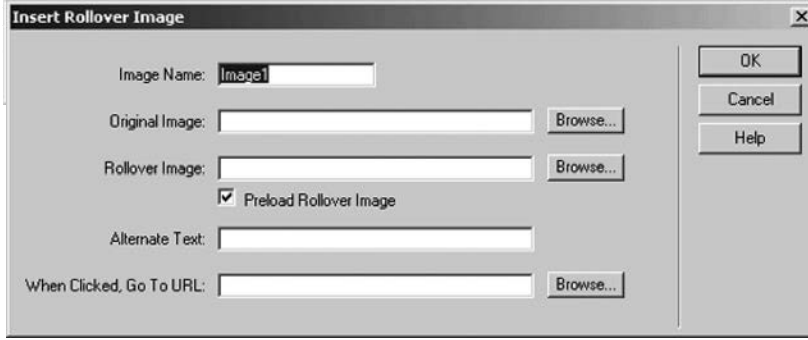 Insert Rollover Image
Image Name: Image1
OK
Original Image: Browse...
Cancel
Rollover Image: Browse...
Help
Preload Rollover Image
Alternate Text:
When Clicked, Go To URL: Browse...